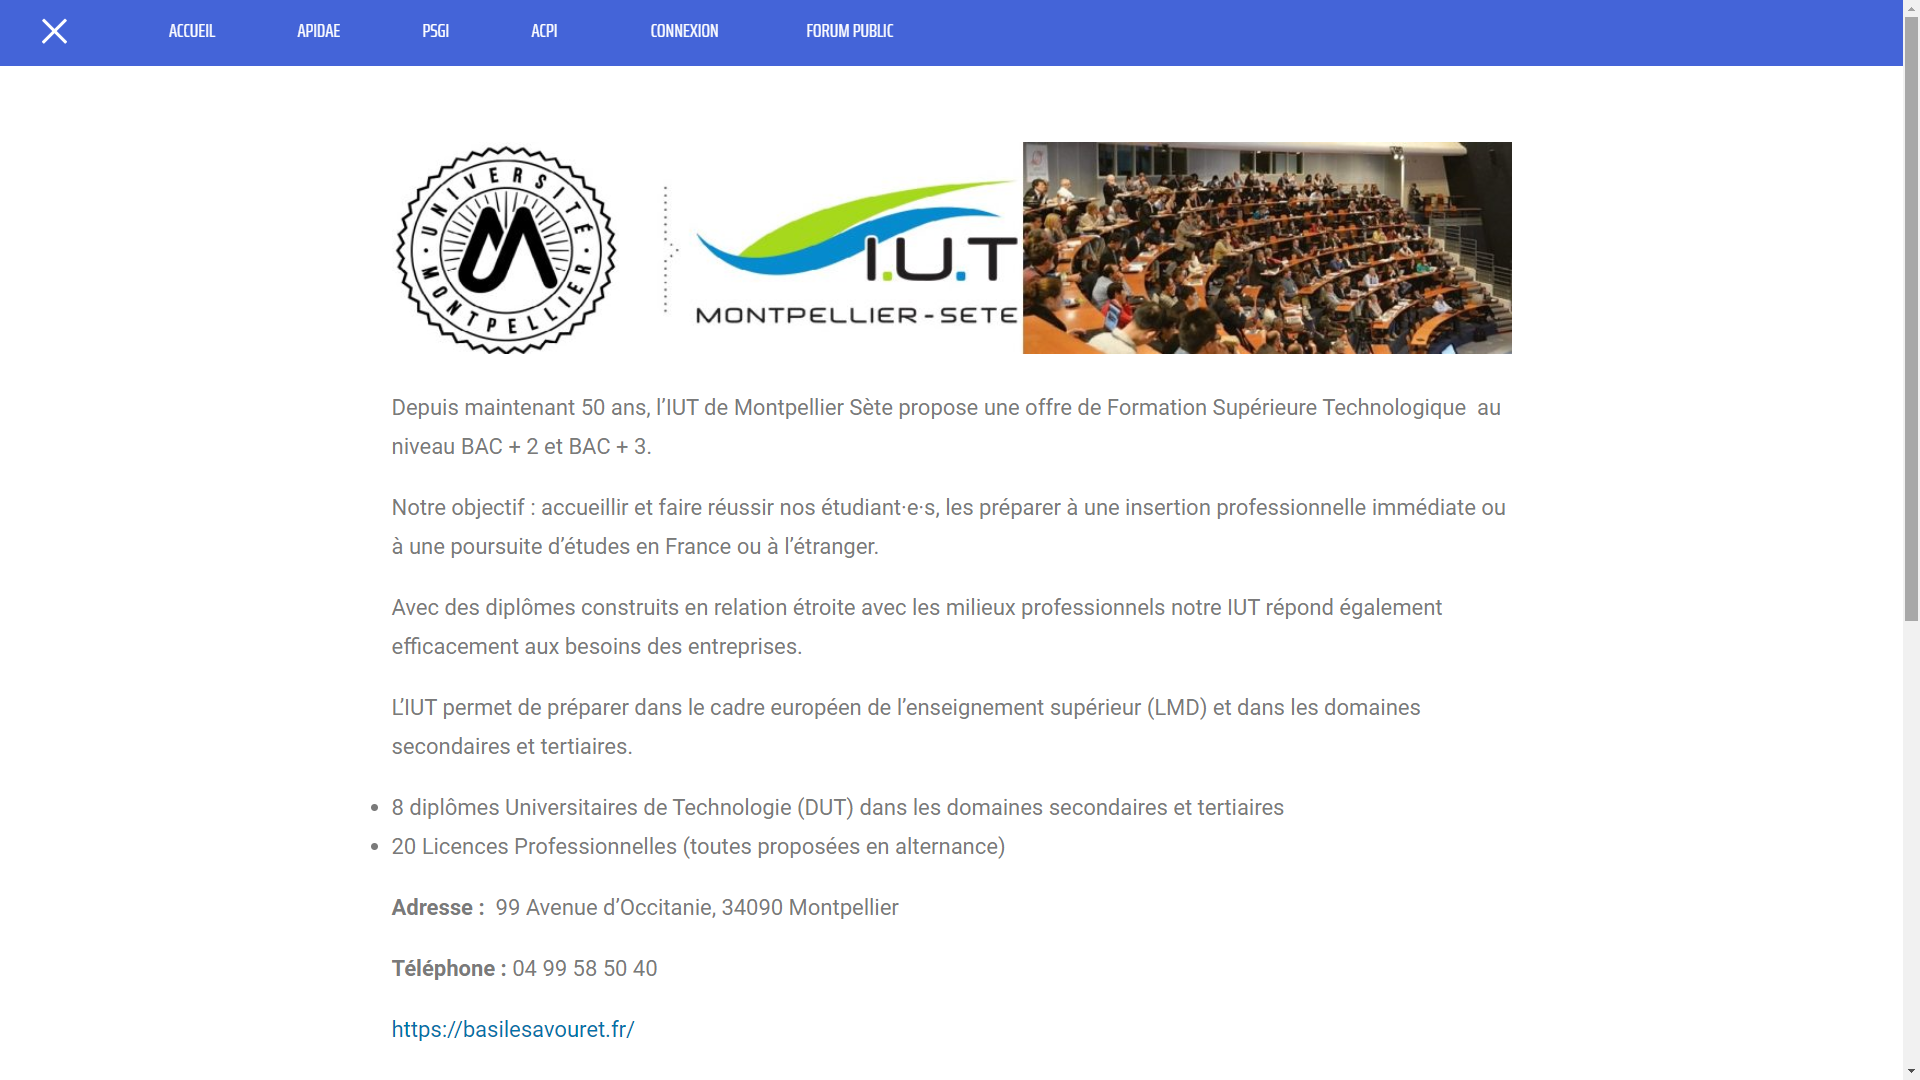 ACCUEIL APIDAE PSGI ACPI CONNEXION FORUM PUBLIC
· UNIVERSITÉ · MONTPELLIER
I.U.T
MONTPELLIER - SETE
Depuis maintenant 50 ans, l’IUT de Montpellier Sète propose une offre de Formation Supérieure Technologique  au
niveau BAC + 2 et BAC + 3.
Notre objectif : accueillir et faire réussir nos étudiant·e·s, les préparer à une insertion professionnelle immédiate ou
à une poursuite d’études en France ou à l’étranger.
Avec des diplômes construits en relation étroite avec les milieux professionnels notre IUT répond également
efficacement aux besoins des entreprises.
L’IUT permet de préparer dans le cadre européen de l’enseignement supérieur (LMD) et dans les domaines
secondaires et tertiaires.
• 8 diplômes Universitaires de Technologie (DUT) dans les domaines secondaires et tertiaires
• 20 Licences Professionnelles (toutes proposées en alternance)
Adresse :  99 Avenue d’Occitanie, 34090 Montpellier
Téléphone : 04 99 58 50 40
https://basilesavouret.fr/